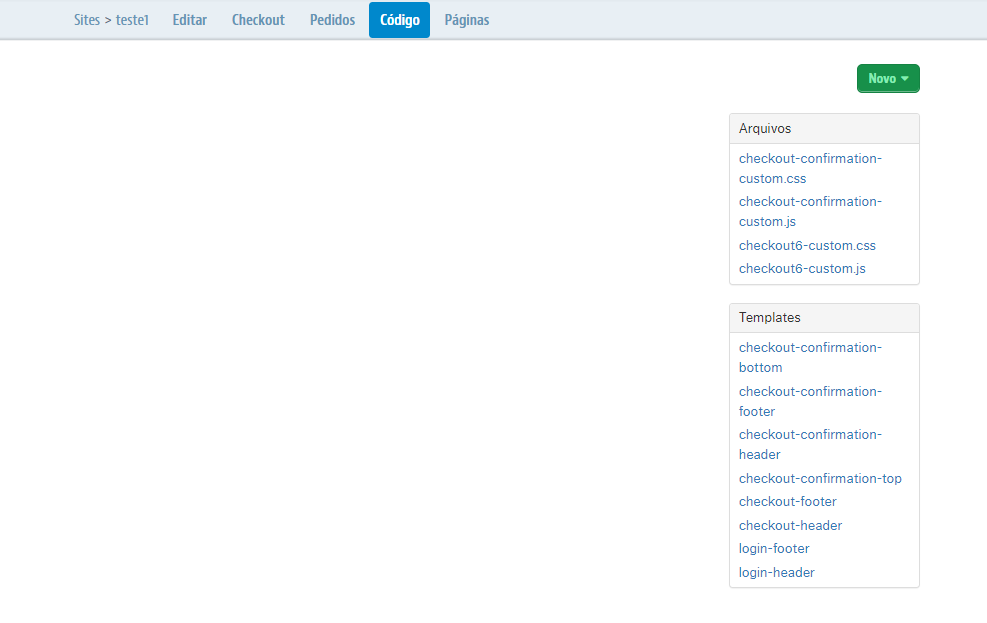 Sites > teste1 Editar Checkout Pedidos Código Páginas
Novo
Arquivos
checkout-confirmation-
custom.css
checkout-confirmation-
custom.js
checkout6-custom.css
checkout6-custom.js
Templates
checkout-confirmation-
bottom
checkout-confirmation-
footer
checkout-confirmation-
header
checkout-confirmation-top
checkout-footer
checkout-header
login-footer
login-header